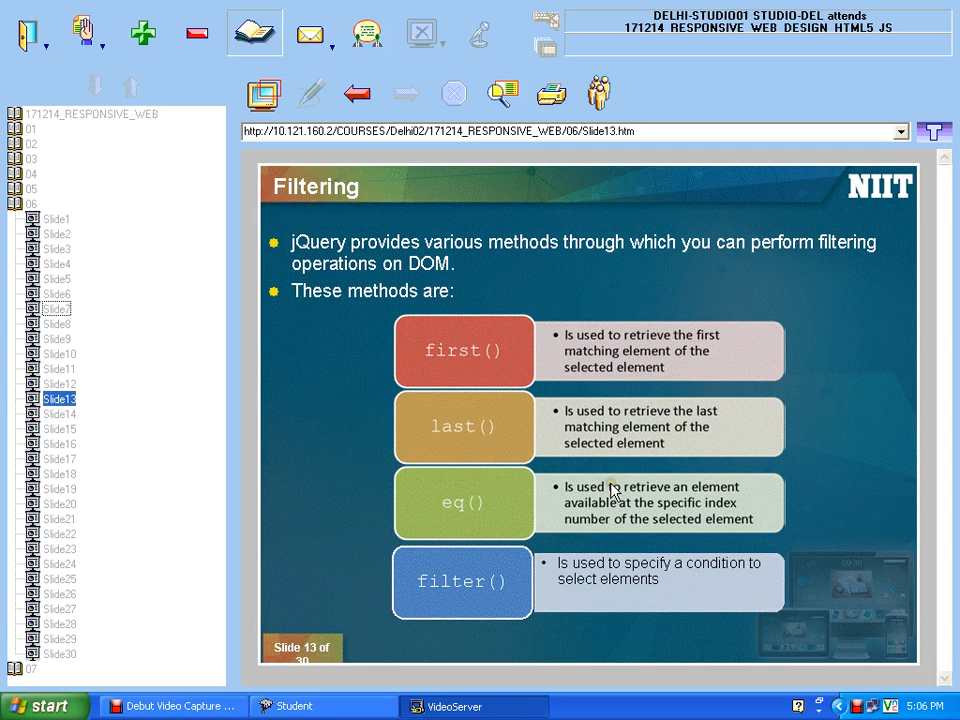 DELHI-STUDIO01 STUDIO-DEL attends
171214_RESPONSIVE_WEB_DESIGN_HTML5_JS
171214_RESPONSIVE_WEB
01
02
03
04
05
06
Slide1
Slide2
Slide3
Slide4
Slide5
Slide6
Slide7
Slide8
Slide9
Slide10
Slide11
Slide12
Slide13
Slide14
Slide15
Slide16
Slide17
Slide18
Slide19
Slide20
Slide21
Slide22
Slide23
Slide24
Slide25
Slide26
Slide27
Slide28
Slide29
Slide30
07
http://10.121.160.2/COURSES/Delhi02/171214_RESPONSIVE_WEB/06/Slide13.htm
T
Filtering
NIIT
jQuery provides various methods through which you can perform filtering
operations on DOM.
These methods are:
first()
• Is used to retrieve the first
matching element of the
selected element
last()
• Is used to retrieve the last
matching element of the
selected element
eq()
• Is used to retrieve an element
available at the specific index
number of the selected element
filter()
• Is used to specify a condition to
select elements
Slide 13 of
30
start
Debut Video Capture ...
Student
VideoServer
5:06 PM